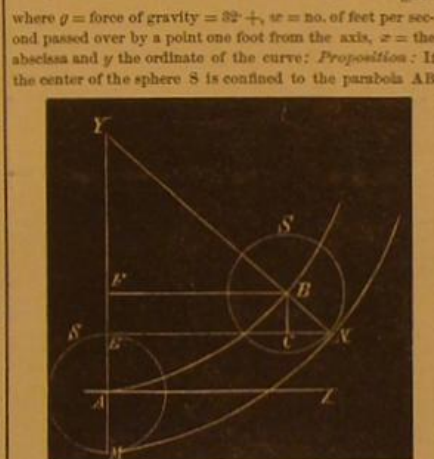 where g = force of gravity = 32 +, w = no. of feet per sec-
ond passed over by a point one foot from the axis, x = the
abscissa and y the ordinate of the curve: Proposition: If
the center of the sphere S is confined to the parabola AB
Y
S
F
B
S
E
C
X
A
Z
M